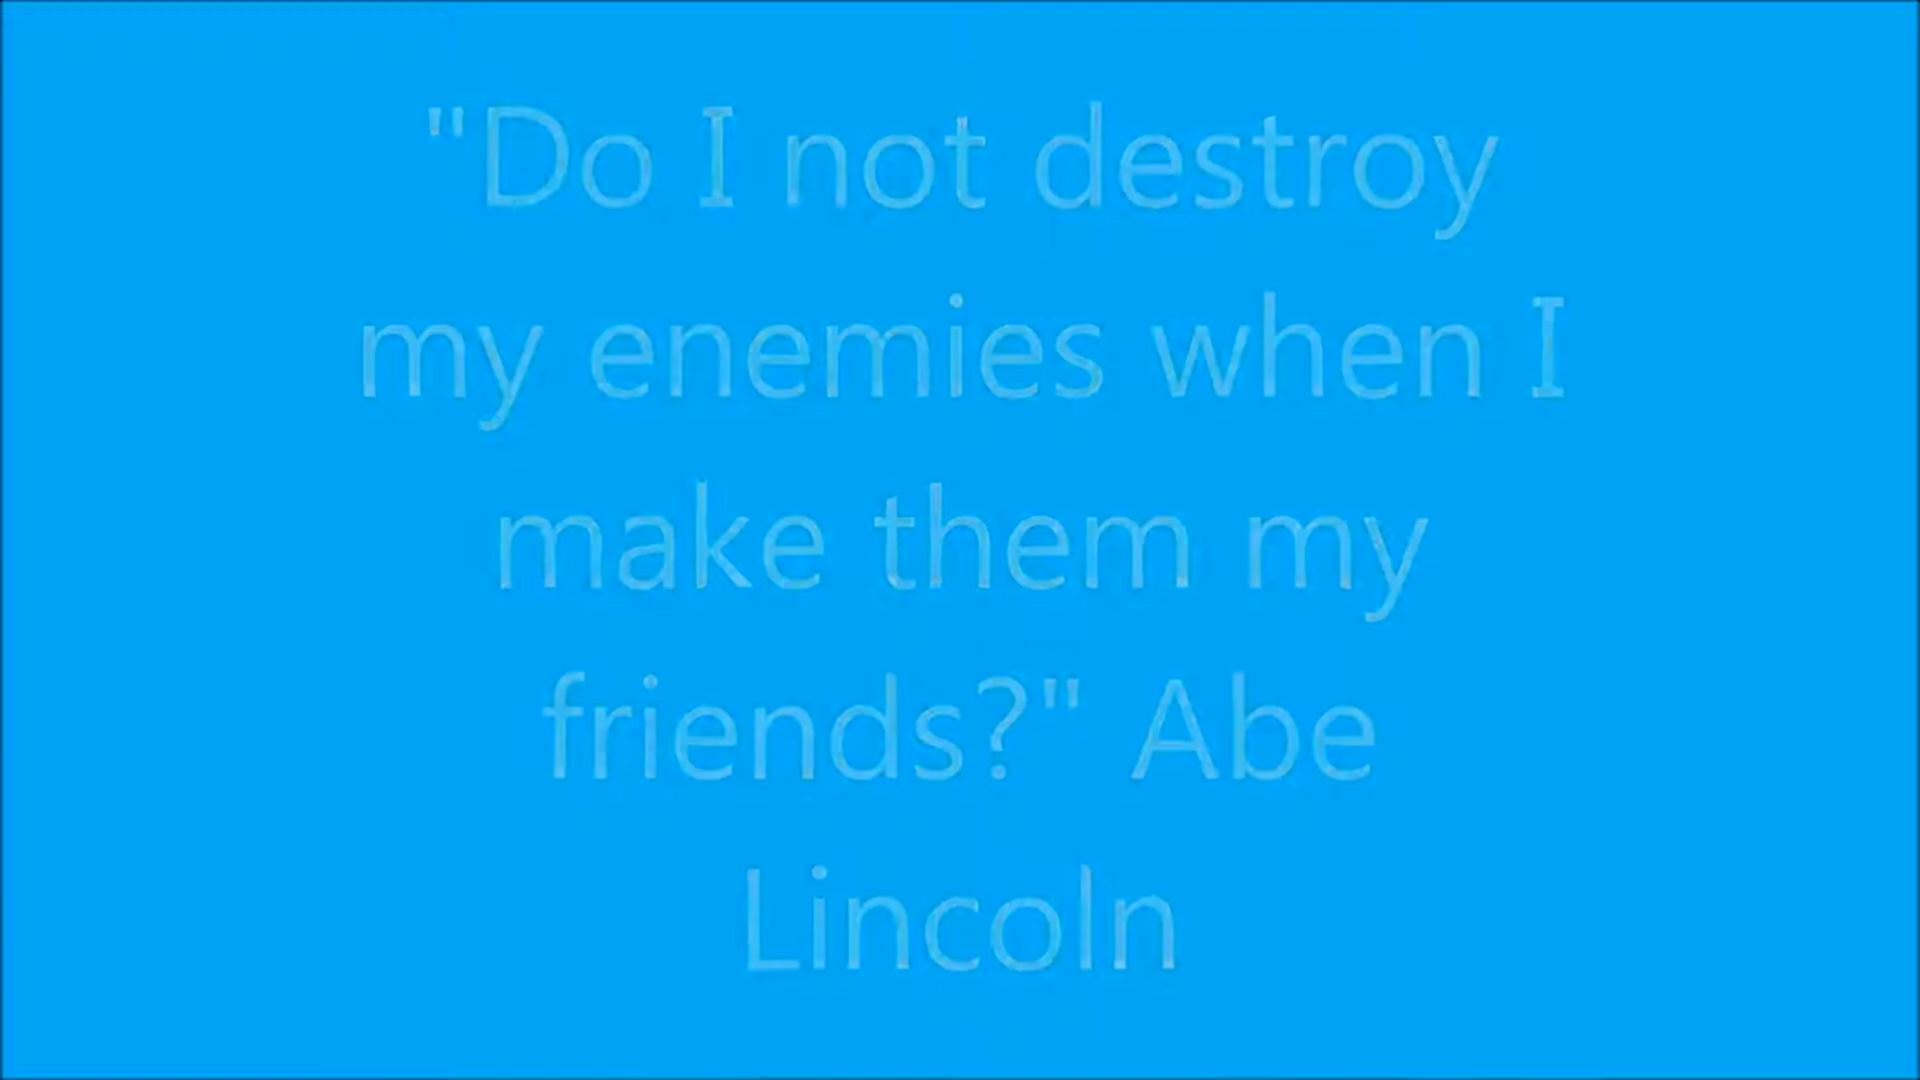 "Do I not destroy
my enemies when I
make them my
friends?" Abe
Lincoln